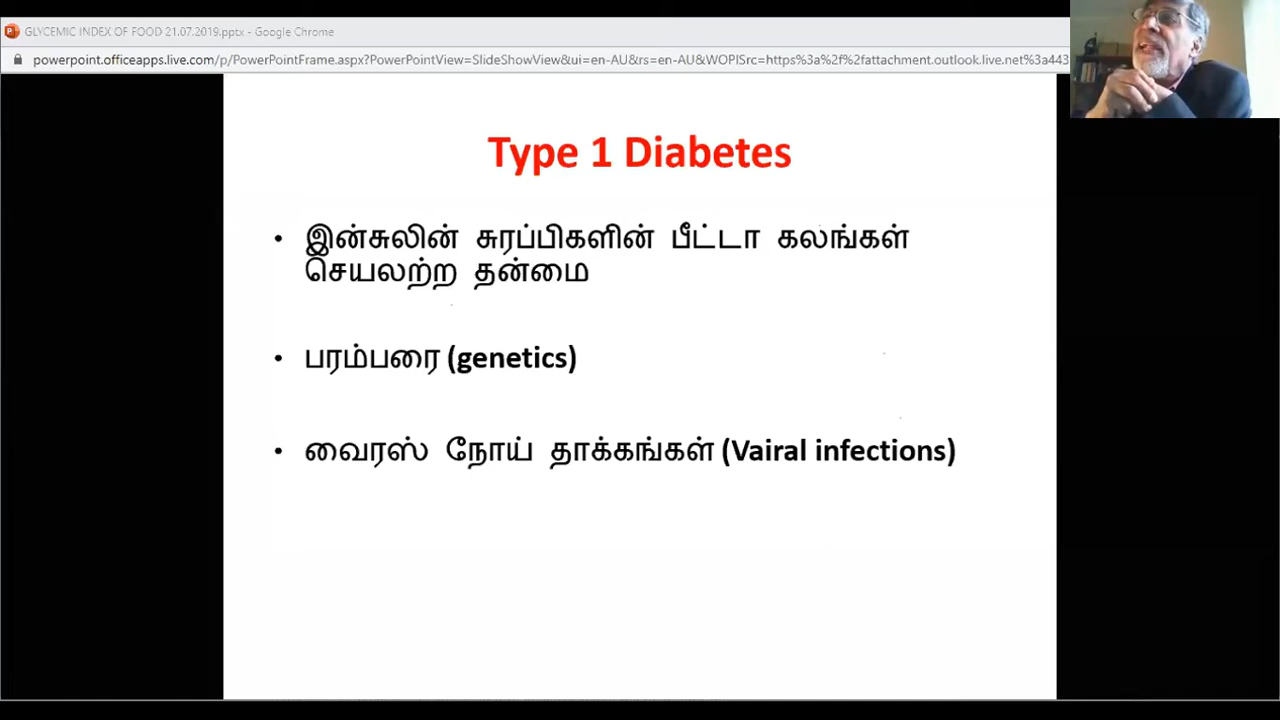 GLYCEMIC INDEX OF FOOD 21.07.2019.pptx - Google Chrome
powerpoint.officeapps.live.com/p/PowerPointFrame.aspx?PowerPointView=SlideShowView&ui=en-AU&rs=en-AU&WOPISrc=https%3a%2f%2fattachment.outlook.live.net%3a443
Type 1 Diabetes
• இன்சுலின் சுரப்பிகளின் பீட்டா கலங்கள்
செயலற்ற தன்மை
• பரம்பரை (genetics)
• வைரஸ் நோய் தாக்கங்கள் (Vairal infections)